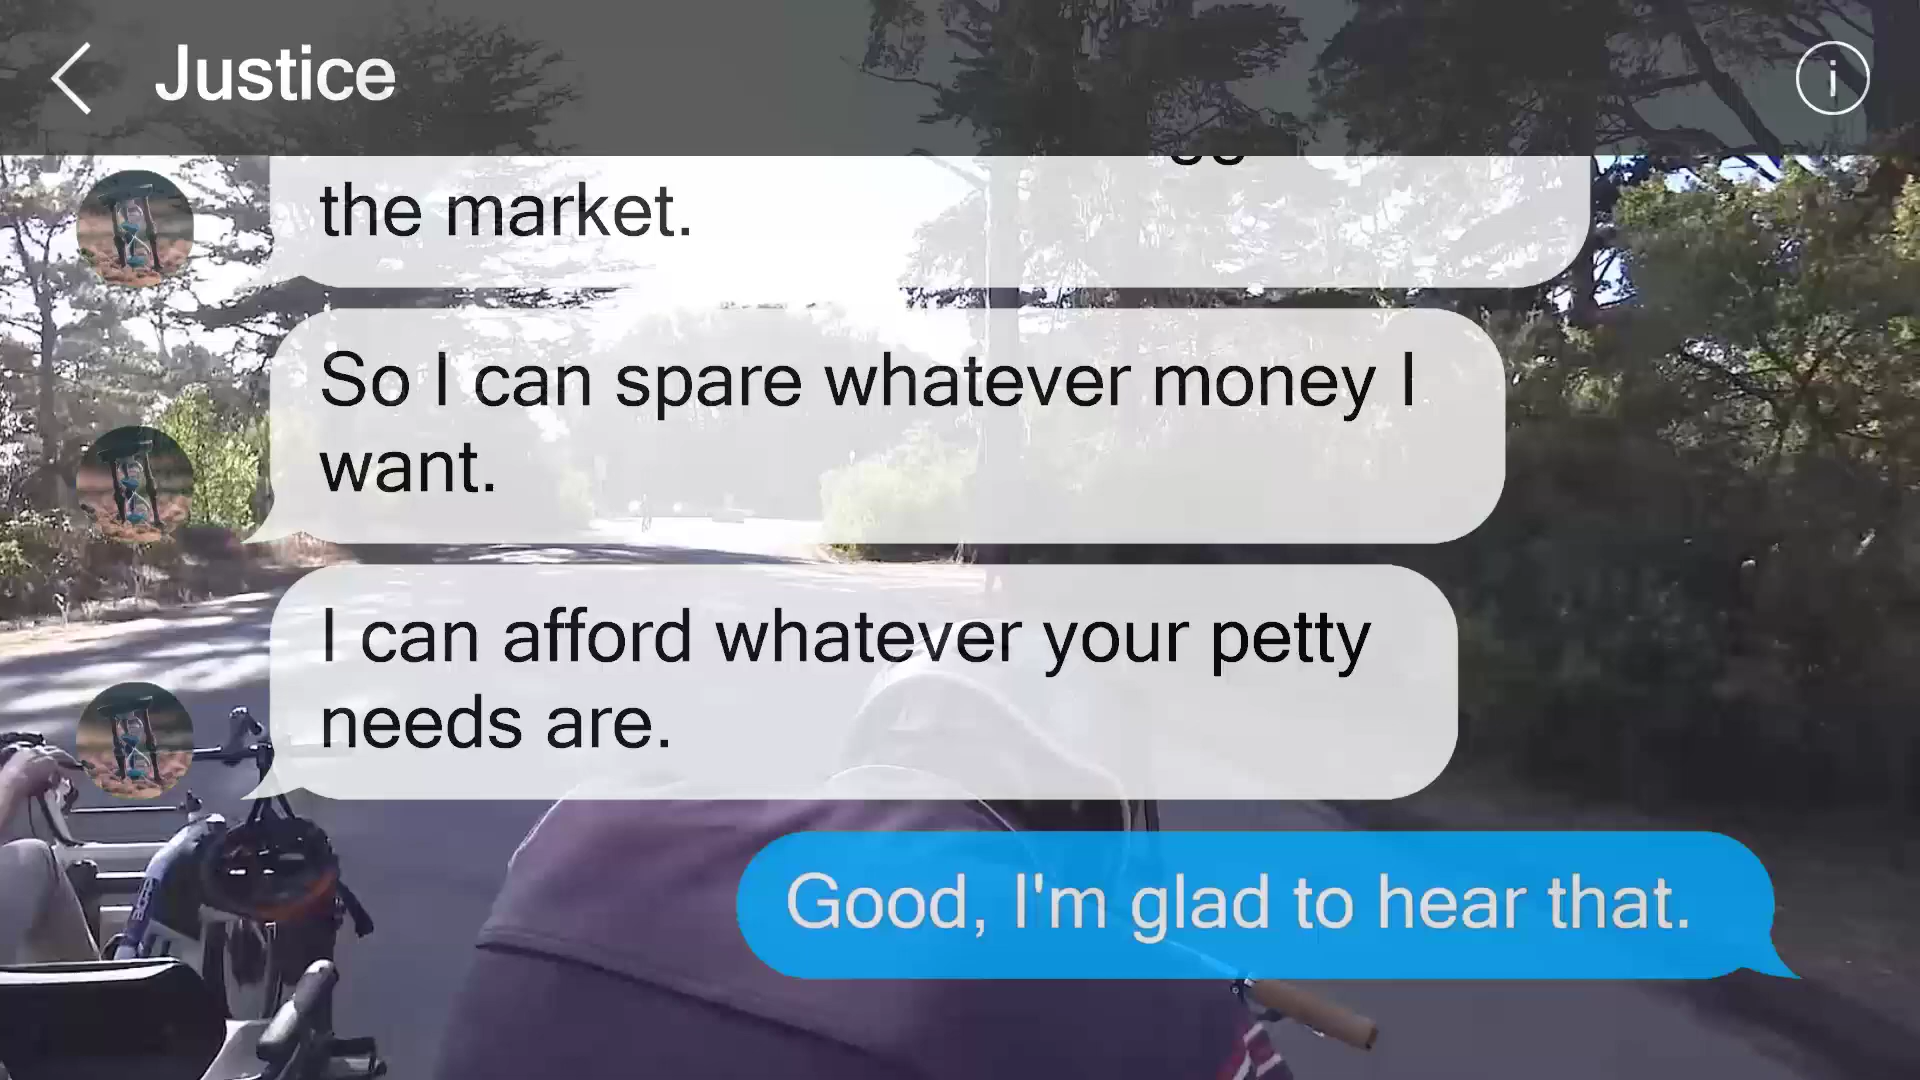 Justice
i
the market.
So I can spare whatever money I
want.
I can afford whatever your petty
needs are.
Good, I'm glad to hear that.